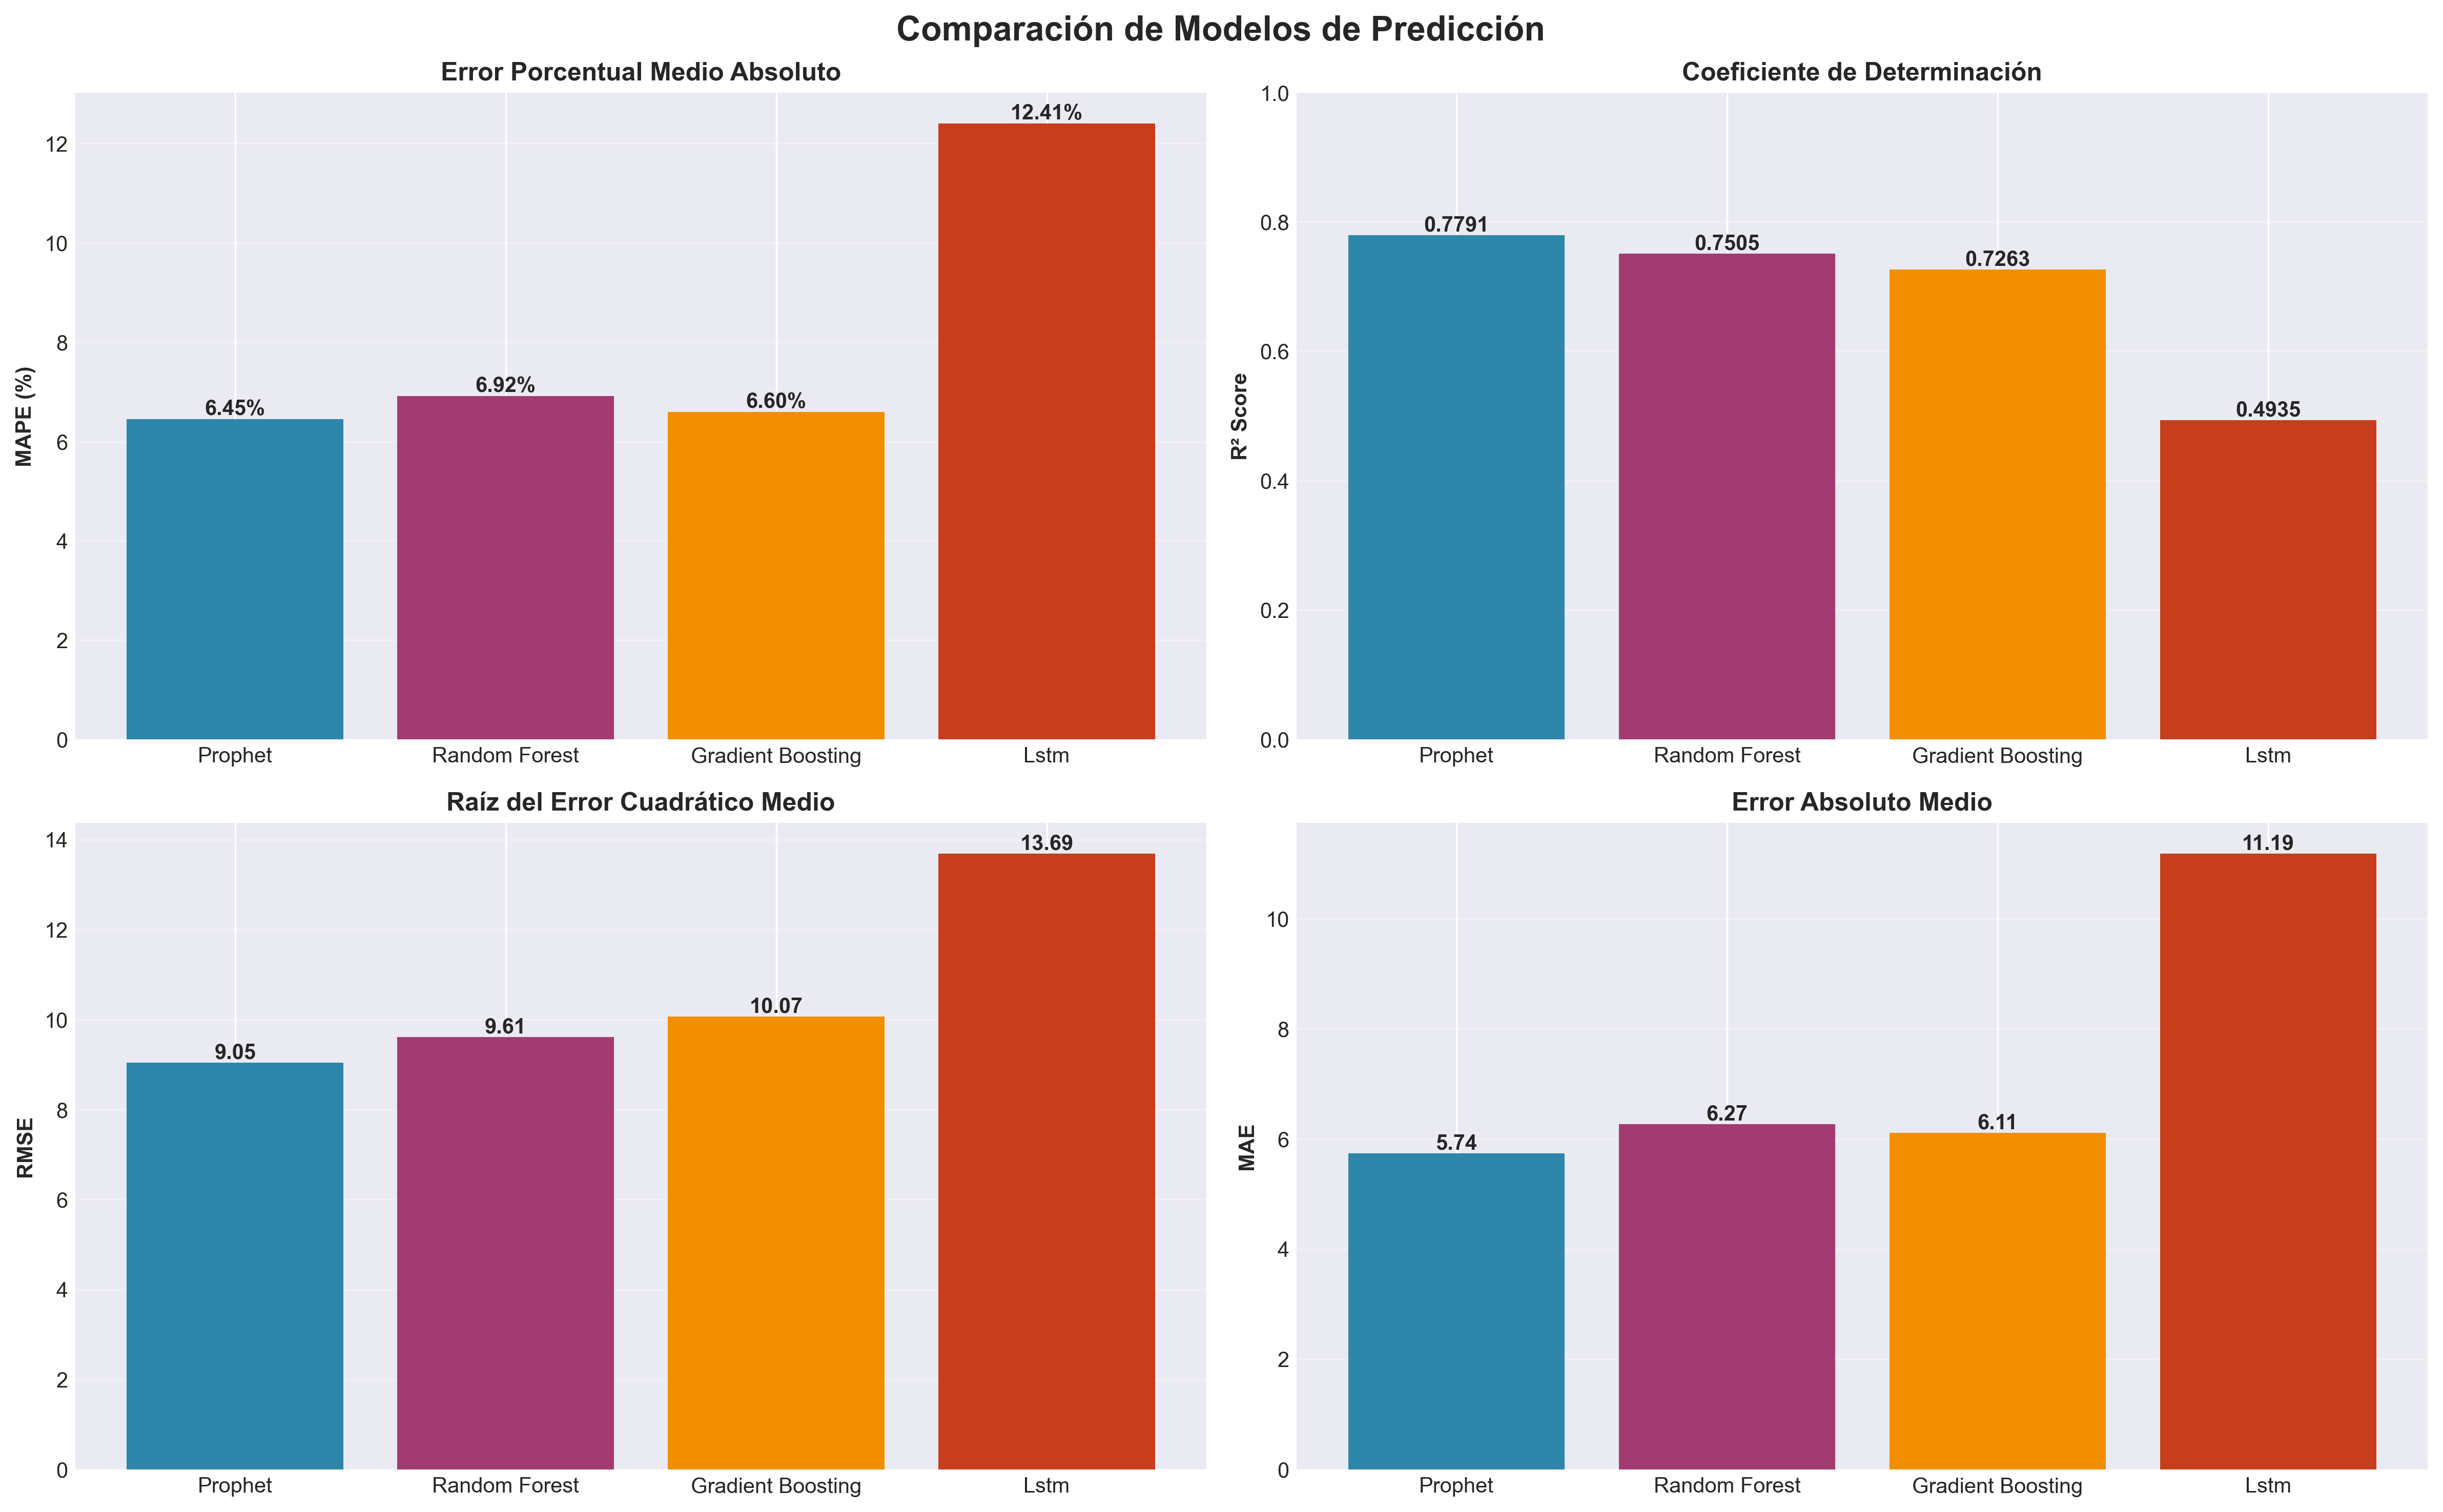 Comparación de Modelos de Predicción
Error Porcentual Medio Absoluto
MAPE (%)
12
10
8
6
4
2
0
6.45%
6.92%
6.60%
12.41%
Prophet
Random Forest
Gradient Boosting
Lstm
Coeficiente de Determinación
R² Score
1.0
0.8
0.6
0.4
0.2
0.0
0.7791
0.7505
0.7263
0.4935
Prophet
Random Forest
Gradient Boosting
Lstm
Raíz del Error Cuadrático Medio
RMSE
14
12
10
8
6
4
2
0
9.05
9.61
10.07
13.69
Prophet
Random Forest
Gradient Boosting
Lstm
Error Absoluto Medio
MAE
10
8
6
4
2
0
5.74
6.27
6.11
11.19
Prophet
Random Forest
Gradient Boosting
Lstm